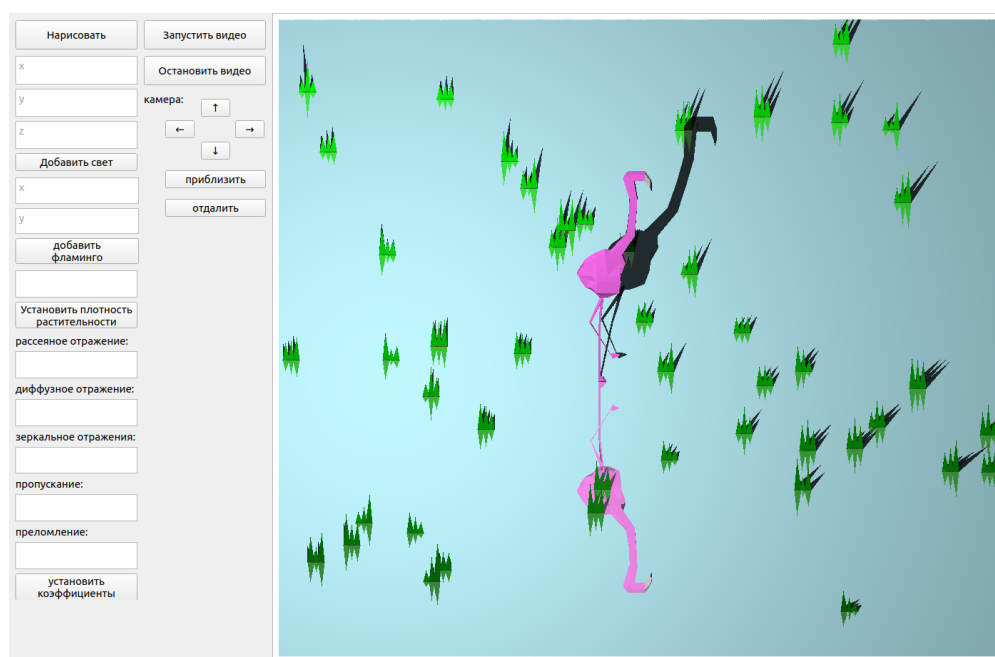 Нарисовать
Запустить видео
x
Остановить видео
y
камера:
↑
← →
z
↓
Добавить свет
x
приблизить
y
отдалить
добавить
фламинго
Установить плотность
растительности
рассеяное отражение:
диффузное отражение:
зеркальное отражения:
пропускание:
преломление:
установить
коэффициенты